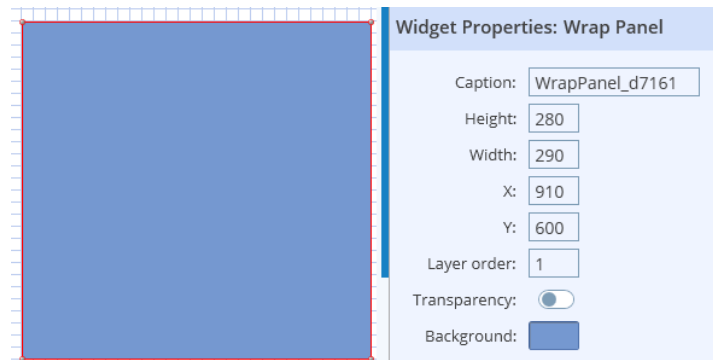 Widget Properties: Wrap Panel
Caption: WrapPanel_d7161
Height: 280
Width: 290
X: 910
Y: 600
Layer order: 1
Transparency:
Background: